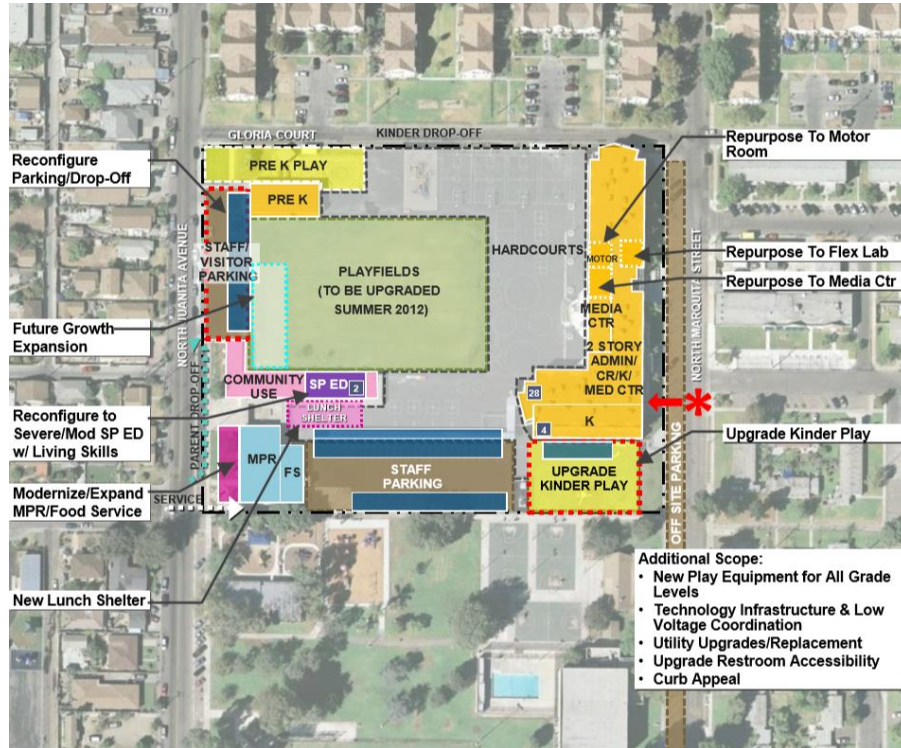 GLORIA COURT
KINDER DROP-OFF
Reconfigure
Parking/Drop-Off
Repurpose To Motor
Room
PRE K PLAY
PRE K
NORTH JUANITA AVENUE
STAFF/
VISITOR
PARKING
HARDCOURTS
MOTOR
Repurpose To Flex Lab
Repurpose To Media Ctr
PLAYFIELDS
(TO BE UPGRADED
SUMMER 2012)
MEDIA
CTR
NORTH MARQUITA STREET
Future Growth
Expansion
2 STORY
ADMIN/
CR/K/
MED CTR
PARENT DROP-OFF
COMMUNITY
USE
SP ED
2
28
LUNCH
SHELTER
Reconfigure to
Severe/Mod SP ED
w/ Living Skills
K
4
Upgrade Kinder Play
MPR
FS
STAFF
PARKING
UPGRADE
KINDER PLAY
OFF SITE PARKING
Modernize/Expand
MPR/Food Service
SERVICE
New Lunch Shelter
Additional Scope:
• New Play Equipment for All Grade
Levels
• Technology Infrastructure & Low
Voltage Coordination
• Utility Upgrades/Replacement
• Upgrade Restroom Accessibility
• Curb Appeal